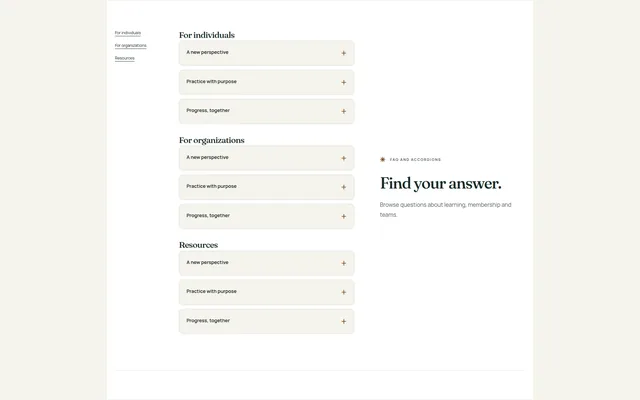 For individuals
For organizations
Resources
For individuals
A new perspective
Practice with purpose
Progress, together
For organizations
A new perspective
Practice with purpose
Progress, together
Resources
A new perspective
Practice with purpose
Progress, together
FAQ AND ACCORDIONS
Find your answer.
Browse questions about learning, membership and
teams.